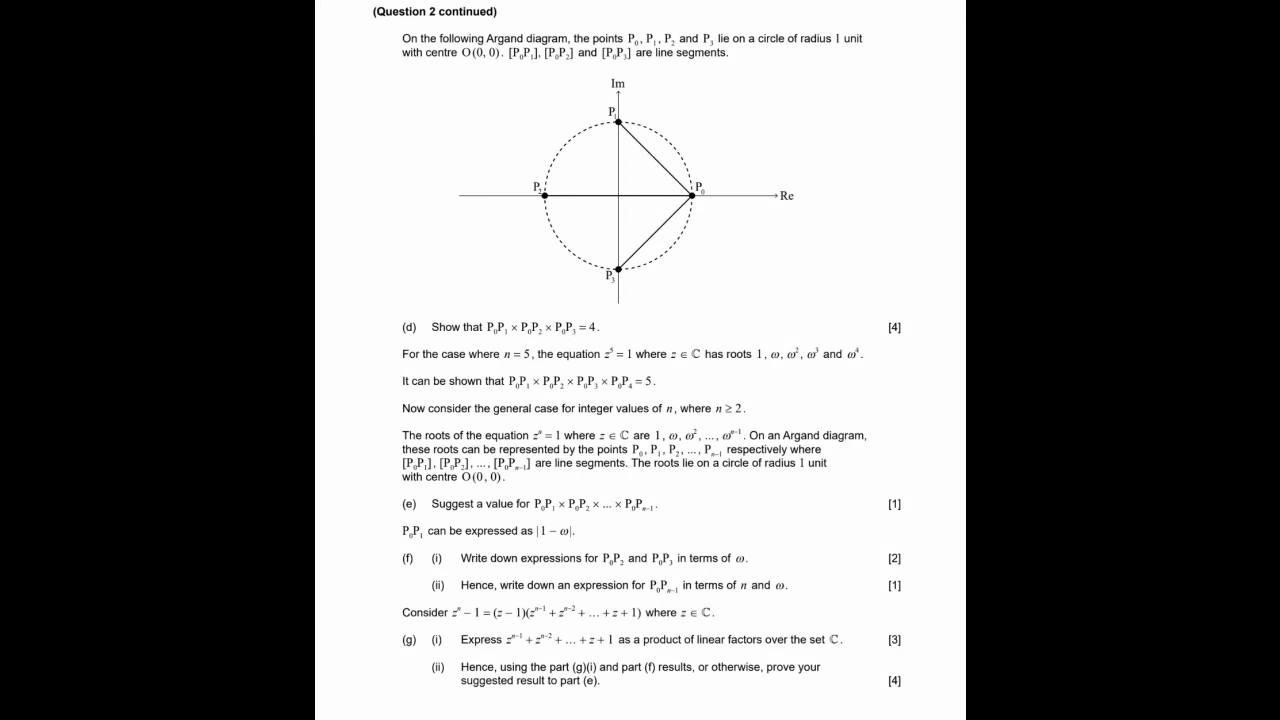 (Question 2 continued)
On the following Argand diagram, the points P₀, P₁, P₂ and P₃ lie on a circle of radius 1 unit
with centre O(0, 0). [P₀P₁], [P₀P₂] and [P₀P₃] are line segments.
Im
P₁
P₂
P₀
Re
P₃
(d) Show that P₀P₁ × P₀P₂ × P₀P₃ = 4. [4]
For the case where n = 5, the equation z⁵ = 1 where z ∈ ℂ has roots 1, ω, ω², ω³ and ω⁴.
It can be shown that P₀P₁ × P₀P₂ × P₀P₃ × P₀P₄ = 5.
Now consider the general case for integer values of n, where n ≥ 2.
The roots of the equation zⁿ = 1 where z ∈ ℂ are 1, ω, ω², ..., ωⁿ⁻¹. On an Argand diagram,
these roots can be represented by the points P₀, P₁, P₂, ..., Pₙ₋₁ respectively where
[P₀P₁], [P₀P₂], ..., [P₀Pₙ₋₁] are line segments. The roots lie on a circle of radius 1 unit
with centre O(0, 0).
(e) Suggest a value for P₀P₁ × P₀P₂ × ... × P₀Pₙ₋₁. [1]
P₀P₁ can be expressed as |1 − ω|.
(f) (i) Write down expressions for P₀P₂ and P₀P₃ in terms of ω. [2]
(ii) Hence, write down an expression for P₀Pₙ₋₁ in terms of n and ω. [1]
Consider zⁿ − 1 = (z − 1)(zⁿ⁻¹ + zⁿ⁻² + ... + z + 1) where z ∈ ℂ.
(g) (i) Express zⁿ⁻¹ + zⁿ⁻² + ... + z + 1 as a product of linear factors over the set ℂ. [3]
(ii) Hence, using the part (g)(i) and part (f) results, or otherwise, prove your
suggested result to part (e). [4]